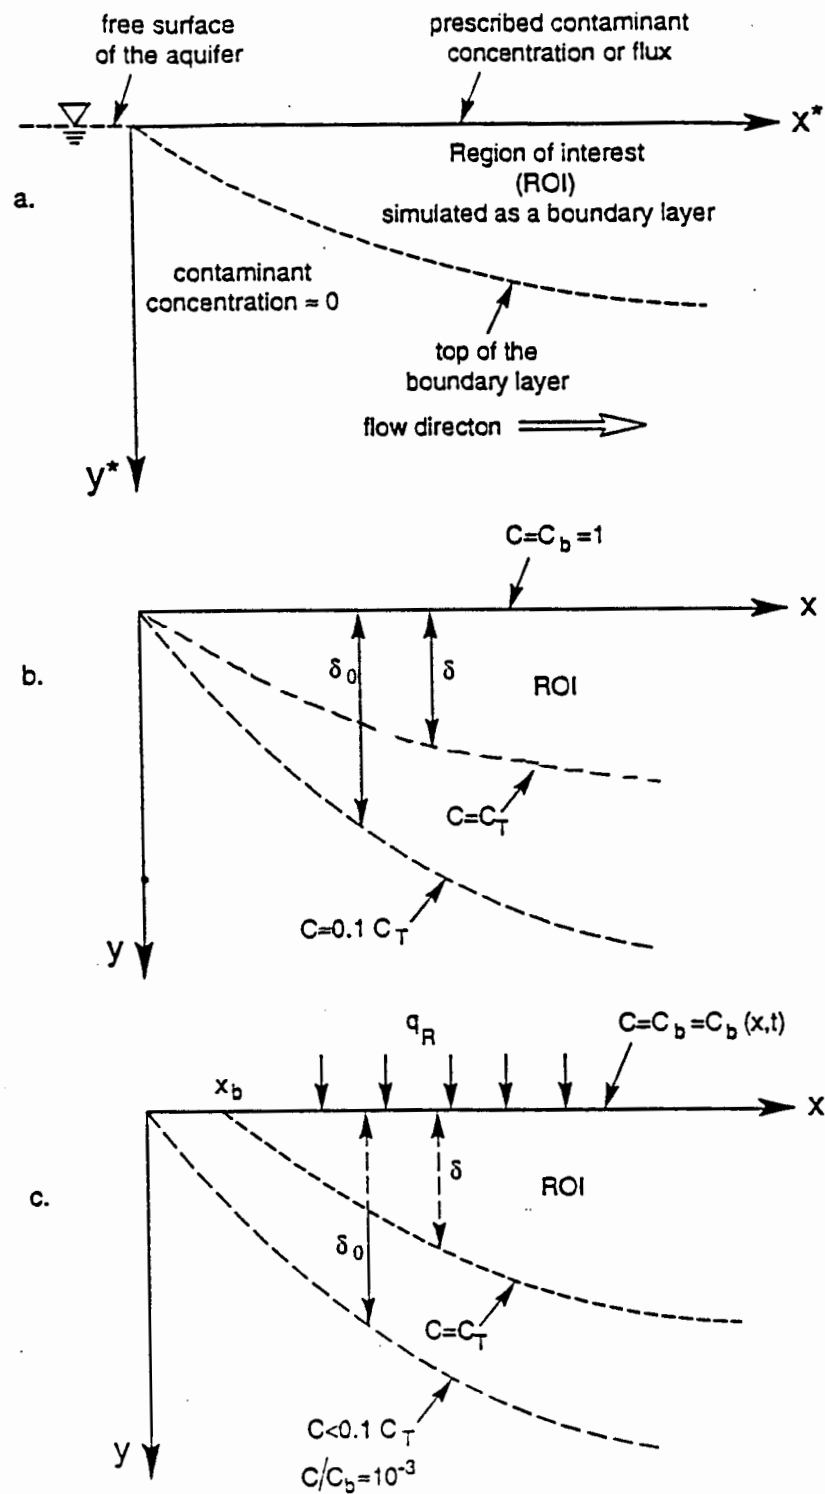 free surface
of the aquifer
prescribed contaminant
concentration or flux
x*
Region of interest
(ROI)
simulated as a boundary layer
a.
contaminant
concentration = 0
top of the
boundary layer
flow directon
y*
C=C_b=1
x
δ_0
δ
ROI
b.
C=C_T
C=0.1 C_T
y
q_R
C=C_b=C_b(x,t)
x_b
x
δ
ROI
c.
δ_0
C=C_T
C<0.1 C_T
C/C_b=10^-3
y